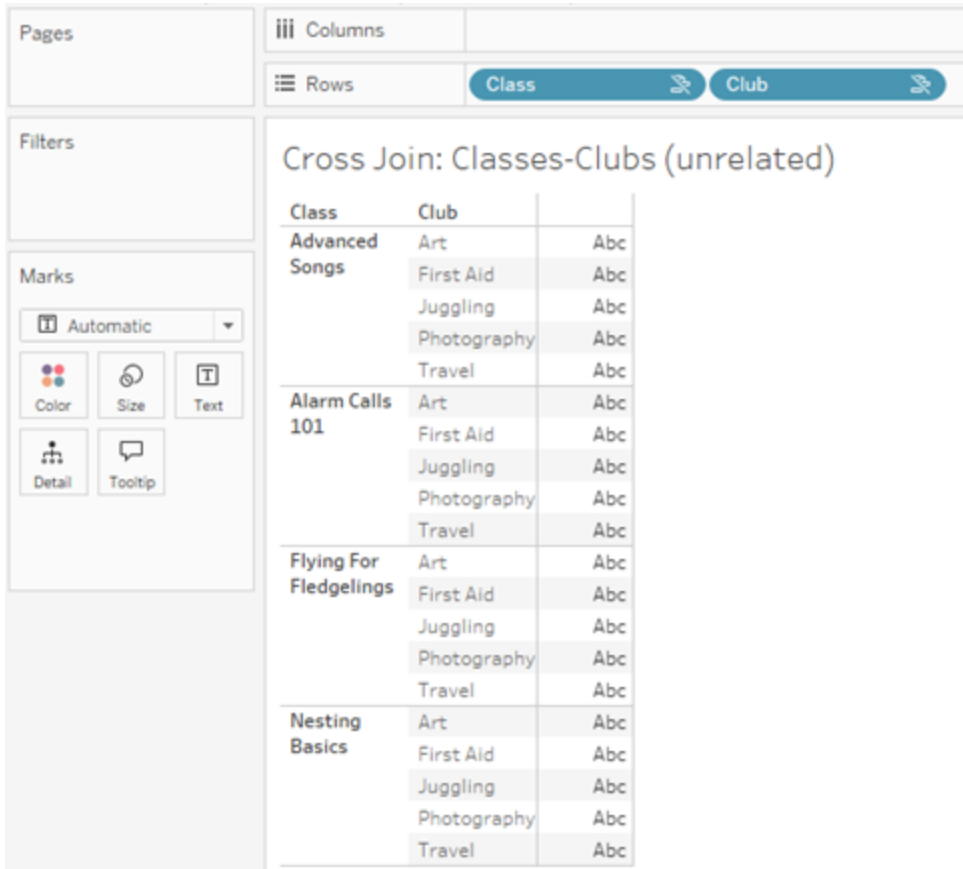 Pages
Columns
Rows Class Club
Filters
Cross Join: Classes-Clubs (unrelated)
Class Club
Advanced Songs Art Abc
First Aid Abc
Juggling Abc
Photography Abc
Travel Abc
Marks
Automatic
Color Size Text
Detail Tooltip
Alarm Calls 101 Art Abc
First Aid Abc
Juggling Abc
Photography Abc
Travel Abc
Flying For Fledgelings Art Abc
First Aid Abc
Juggling Abc
Photography Abc
Travel Abc
Nesting Basics Art Abc
First Aid Abc
Juggling Abc
Photography Abc
Travel Abc